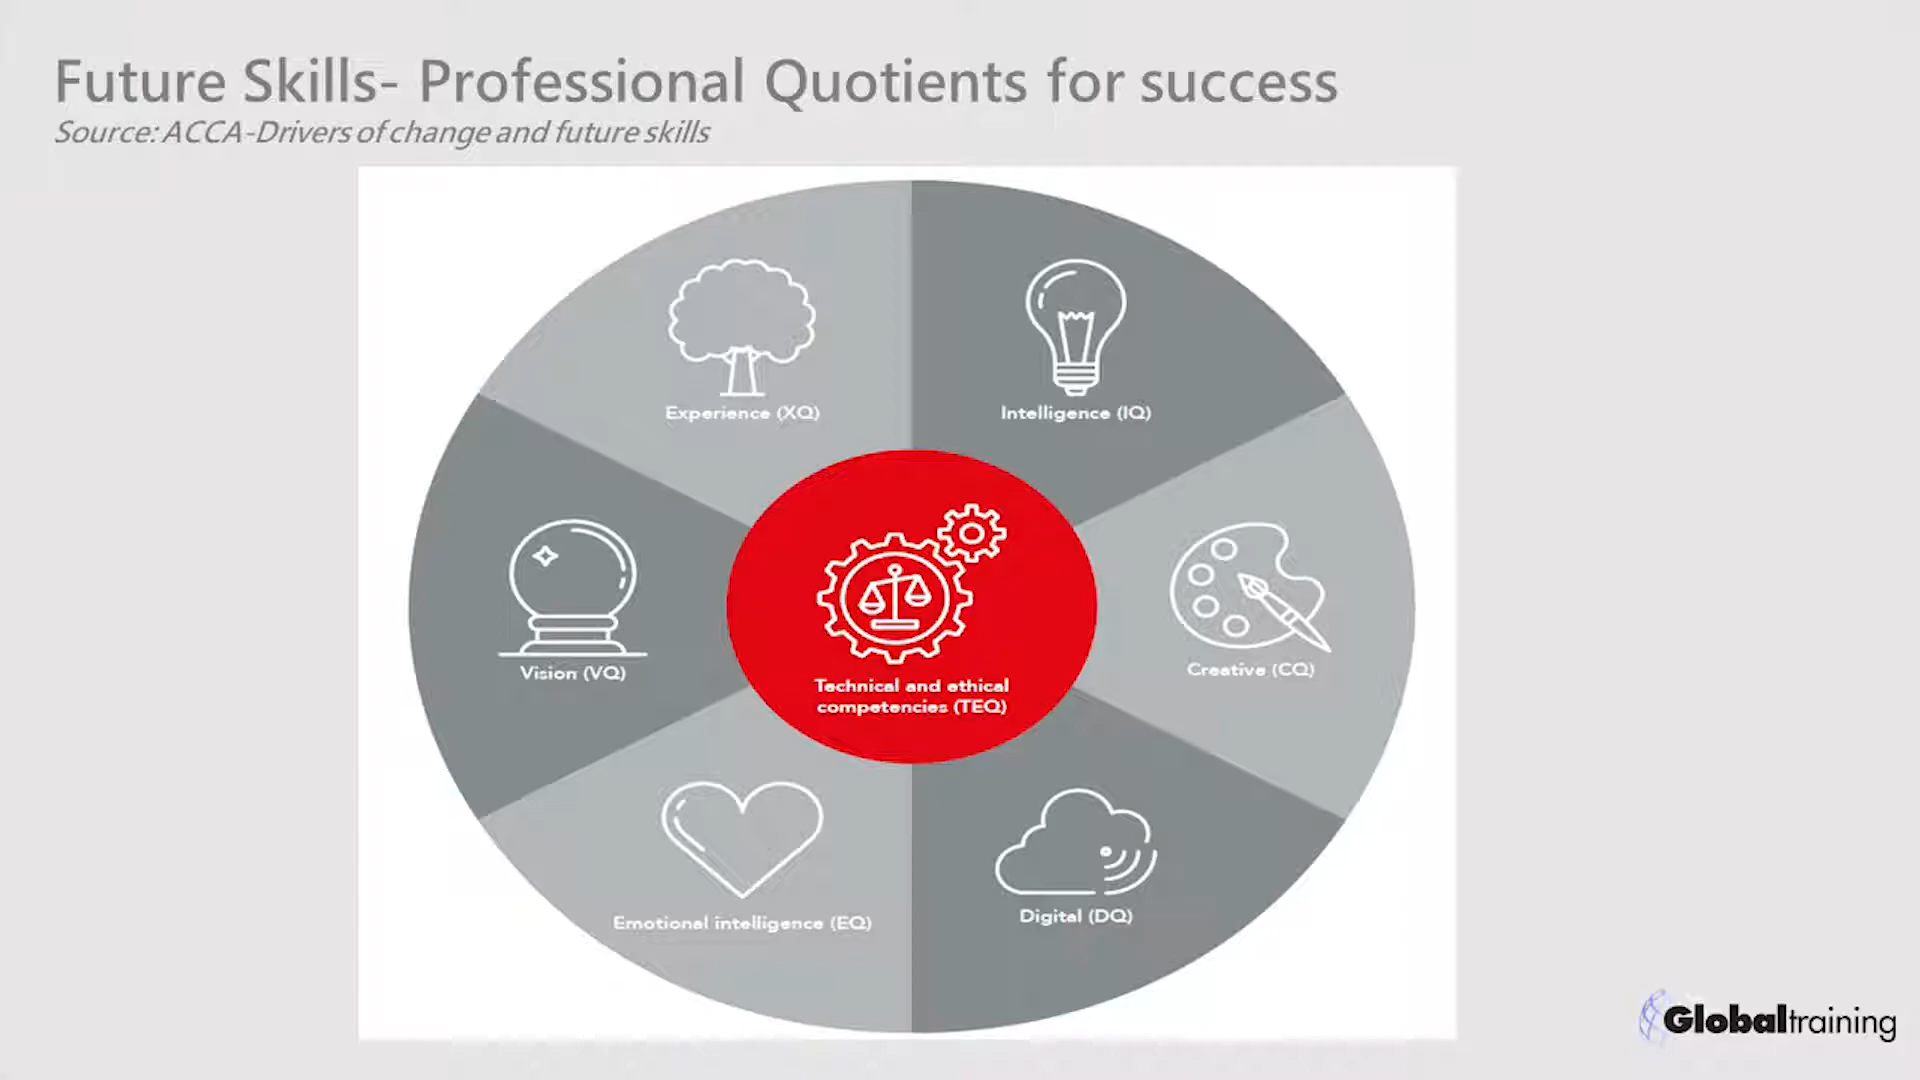 Future Skills- Professional Quotients for success
Source: ACCA-Drivers of change and future skills
Experience (XQ)
Intelligence (IQ)
Vision (VQ)
Technical and ethical
competencies (TEQ)
Creative (CQ)
Emotional intelligence (EQ)
Digital (DQ)
Globaltraining